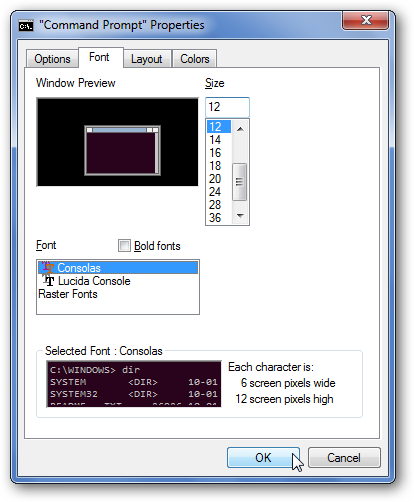 "Command Prompt" Properties
Options Font Layout Colors
Window Preview Size
12
12
14
16
18
20
24
28
36
Font Bold fonts
Consolas
Lucida Console
Raster Fonts
Selected Font : Consolas
C:\WINDOWS> dir
SYSTEM <DIR> 10-01
SYSTEM32 <DIR> 10-01
Each character is:
6 screen pixels wide
12 screen pixels high
OK Cancel